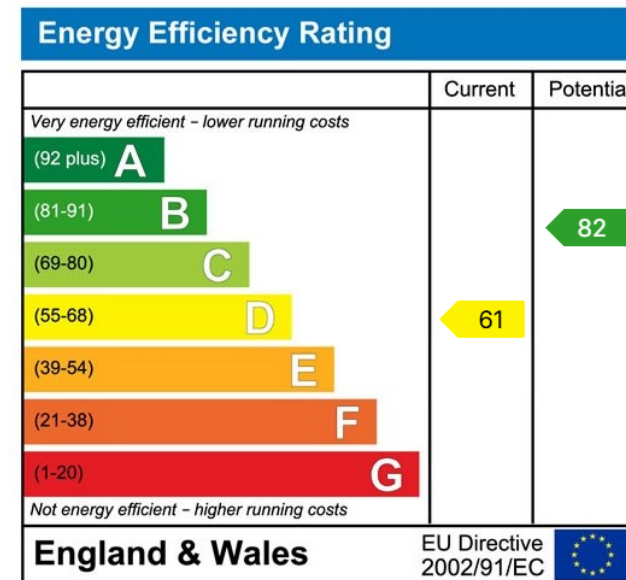 Energy Efficiency Rating
Current Potentia
Very energy efficient – lower running costs
(92 plus) A
(81-91) B
82
(69-80) C
(55-68) D
61
(39-54) E
(21-38) F
(1-20) G
Not energy efficient – higher running costs
England & Wales
EU Directive
2002/91/EC